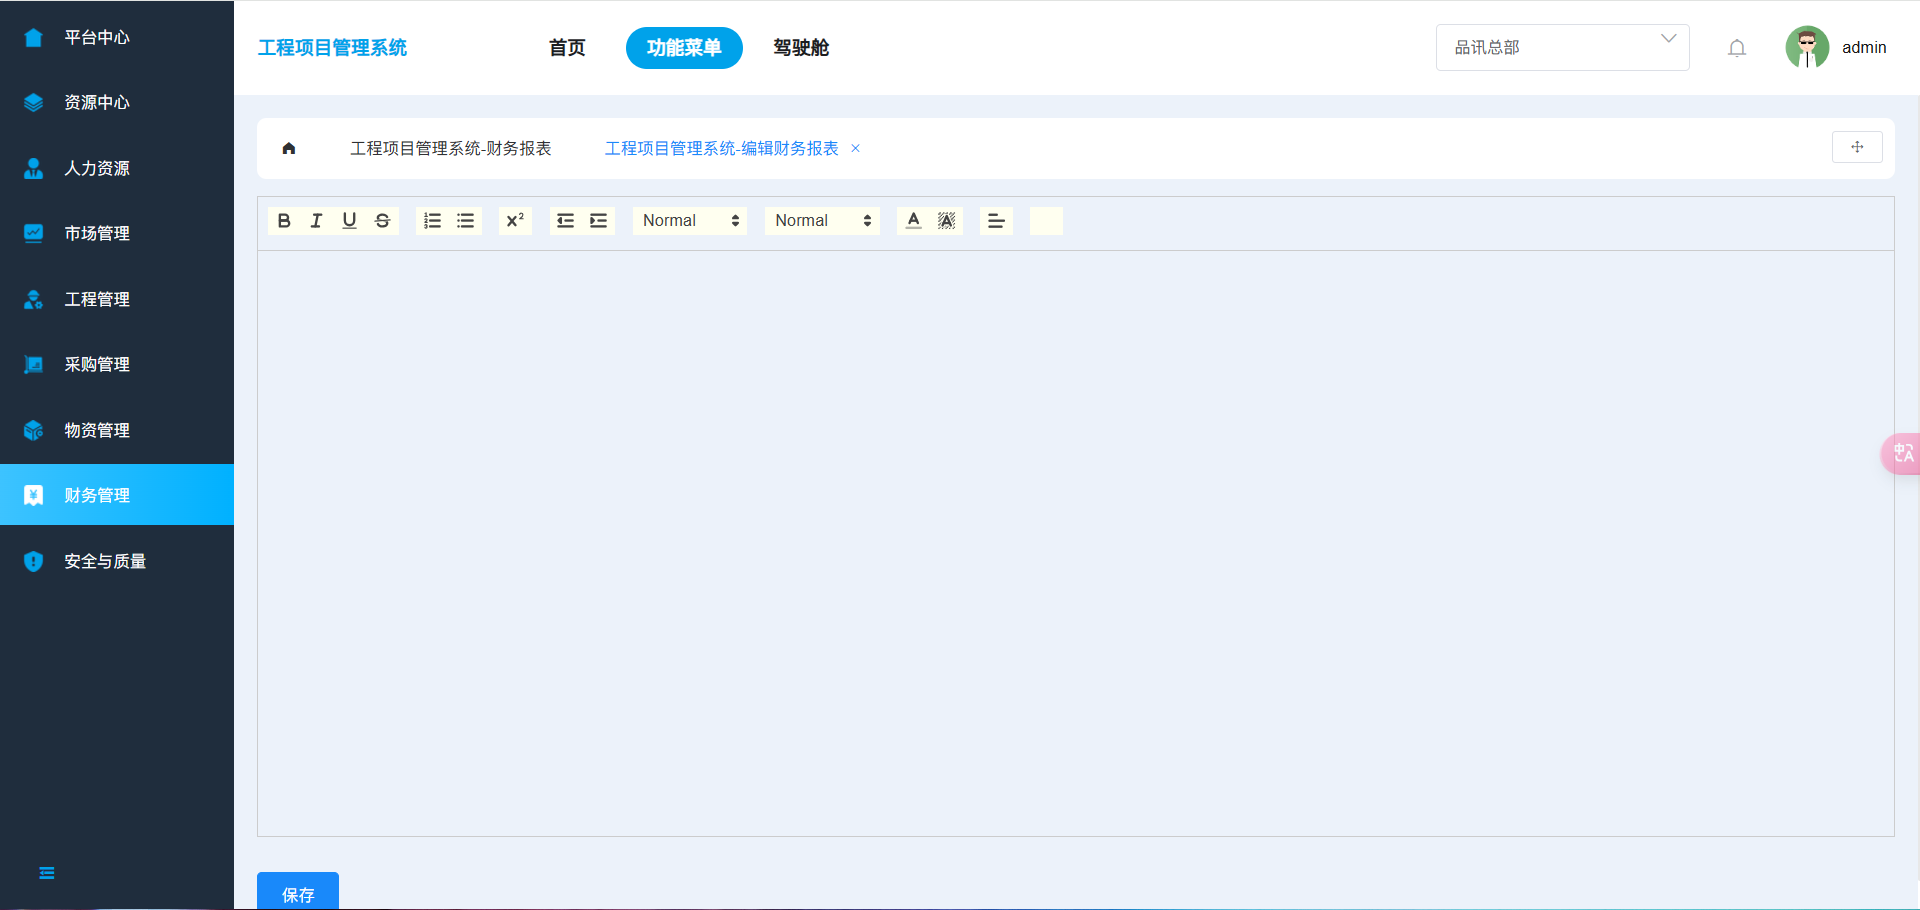 平台中心
资源中心
人力资源
市场管理
工程管理
采购管理
物资管理
财务管理
安全与质量
工程项目管理系统
首页
功能菜单
驾驶舱
品讯总部
admin
工程项目管理系统-财务报表
工程项目管理系统-编辑财务报表 ×
B I U S X² Normal Normal A A
中A
保存